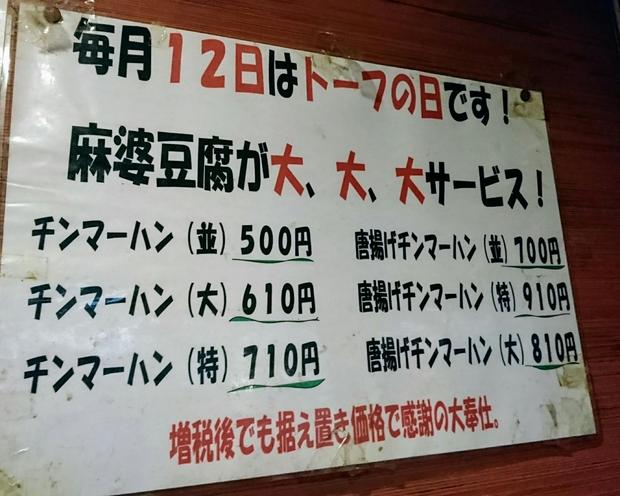 毎月12日はトーフの日です!
麻婆豆腐が大、大、大サービス!
チンマーハン(並)500円
チンマーハン(大)610円
チンマーハン(特)710円
唐揚げチンマーハン(並)700円
唐揚げチンマーハン(特)910円
唐揚げチンマーハン(大)810円
増税後でも据え置き価格で感謝の大奉仕。